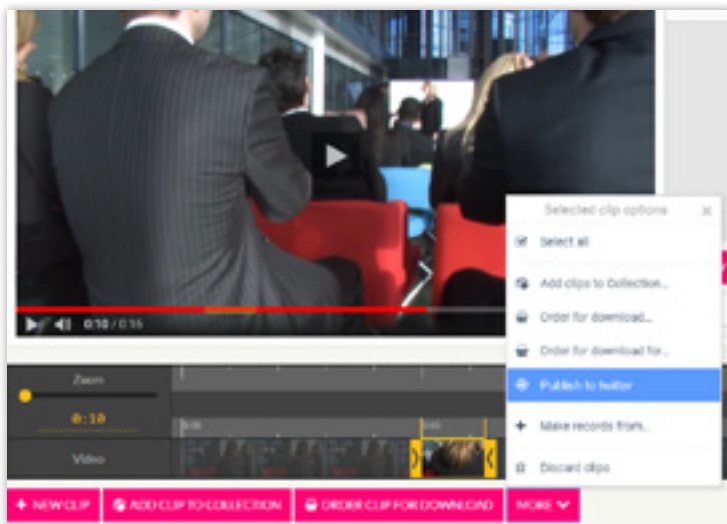 Selected clip options ×
Select all
Add clips to Collection...
Order for download...
Order for download for...
Publish to twitter
Make records from...
Discard clips
0:10 / 0:16
Zoom
0:10
Video
+ NEW CLIP
ADD CLIP TO COLLECTION
ORDER CLIP FOR DOWNLOAD
MORE